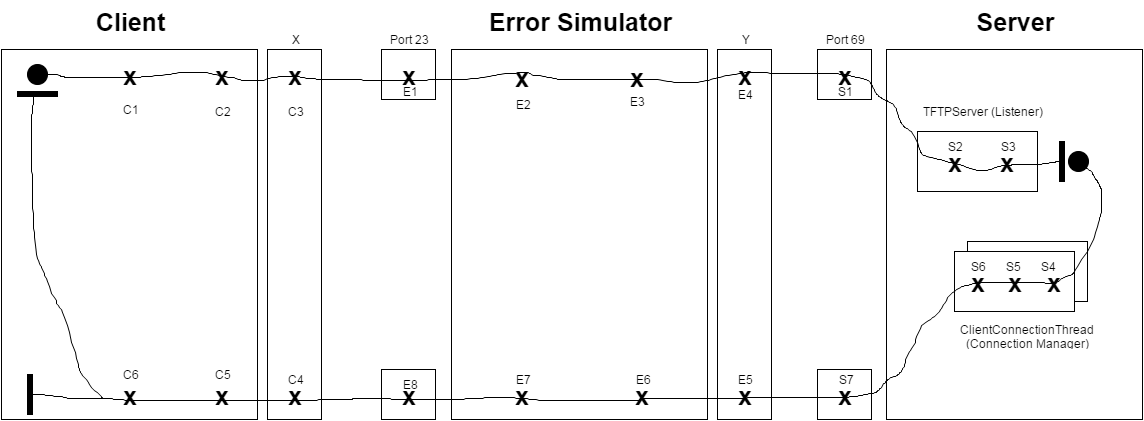 Client
Error Simulator
Server
X
Port 23
Y
Port 69
E1
E4
S1
C1
C2
C3
E2
E3
TFTPServer (Listener)
S2
S3
S6
S5
S4
ClientConnectionThread
(Connection Manager)
C6
C5
C4
E8
E7
E6
E5
S7